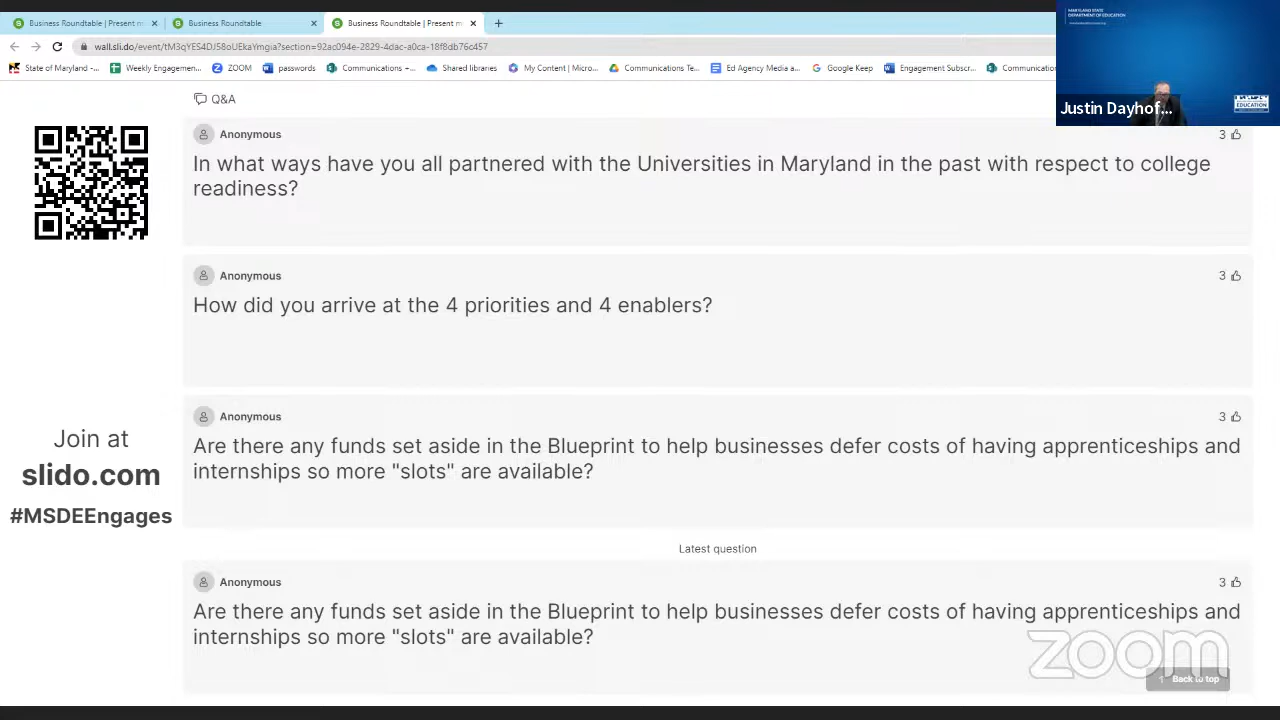 Business Roundtable | Present m
Business Roundtable
Business Roundtable | Present m
wall.sli.do/event/tM3qYES4DJ58oUEkaYmgia?section=92ac094e-2829-4dac-a0ca-18f8db76c457
State of Maryland -...
Weekly Engagemen...
ZOOM
passwords
Communications -...
Shared libraries
My Content | Micro...
Communications Te...
Ed Agency Media a...
Google Keep
Engagement Subscr...
Communication
MARYLAND STATE
DEPARTMENT OF EDUCATION
EDUCATION
Justin Dayhof...
Q&A
Anonymous
3
In what ways have you all partnered with the Universities in Maryland in the past with respect to college
readiness?
Anonymous
3
How did you arrive at the 4 priorities and 4 enablers?
Anonymous
3
Are there any funds set aside in the Blueprint to help businesses defer costs of having apprenticeships and
internships so more "slots" are available?
Join at
slido.com
#MSDEEngages
Latest question
Anonymous
3
Are there any funds set aside in the Blueprint to help businesses defer costs of having apprenticeships and
internships so more "slots" are available?
zoom
Back to top